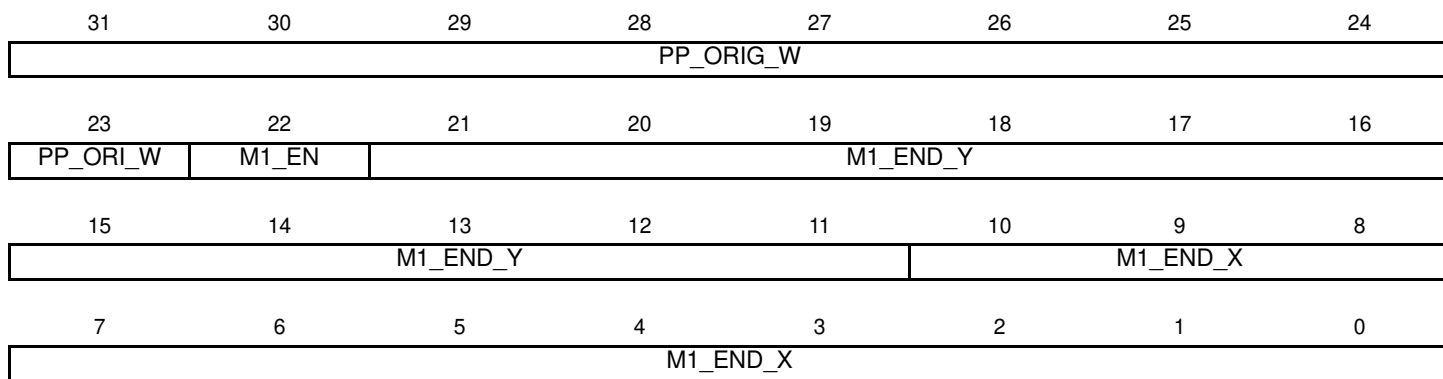 31 30 29 28 27 26 25 24
PP_ORIG_W
23 22 21 20 19 18 17 16
PP_ORI_W M1_EN M1_END_Y
15 14 13 12 11 10 9 8
M1_END_Y M1_END_X
7 6 5 4 3 2 1 0
M1_END_X